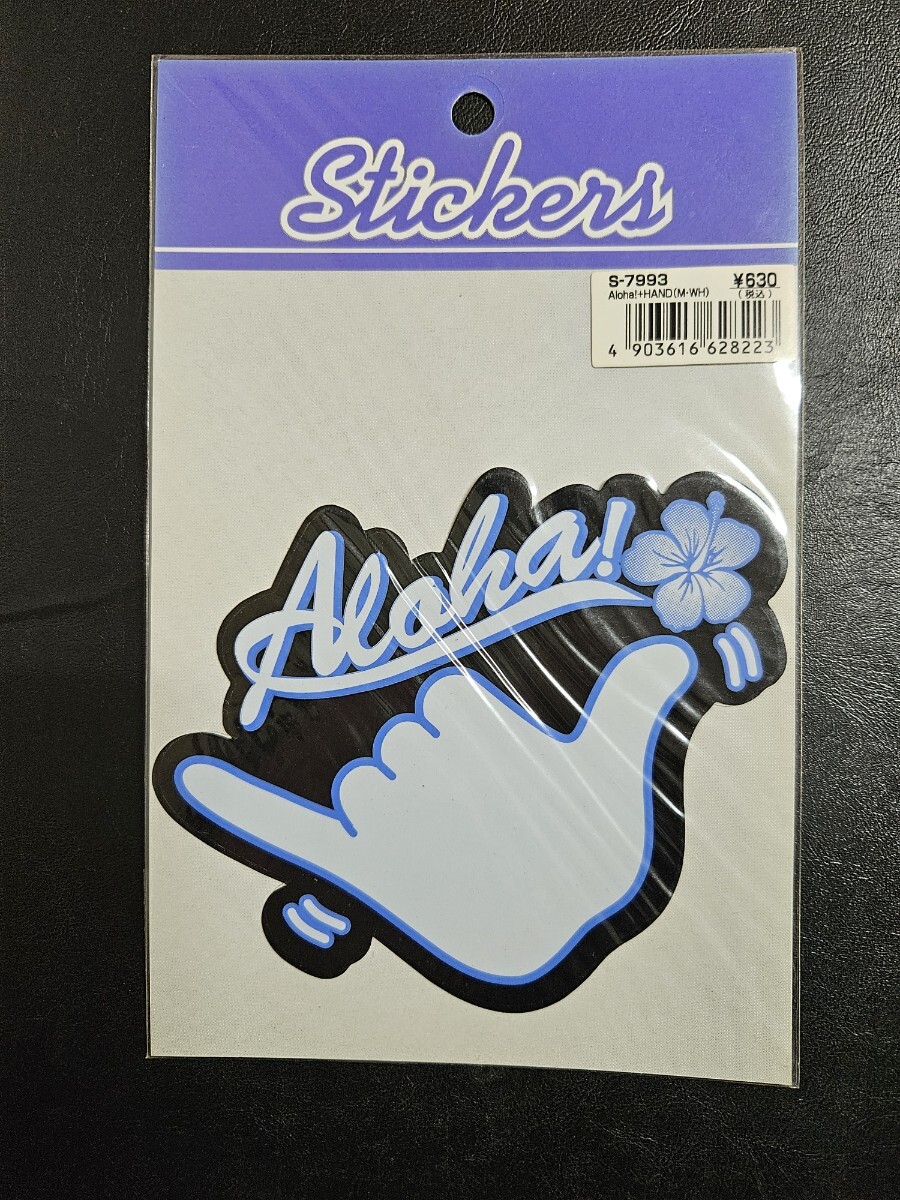 Stickers
S-7993 ¥630
Aloha!+HAND(M·WH) (税込)
4 903616 628223
Aloha!